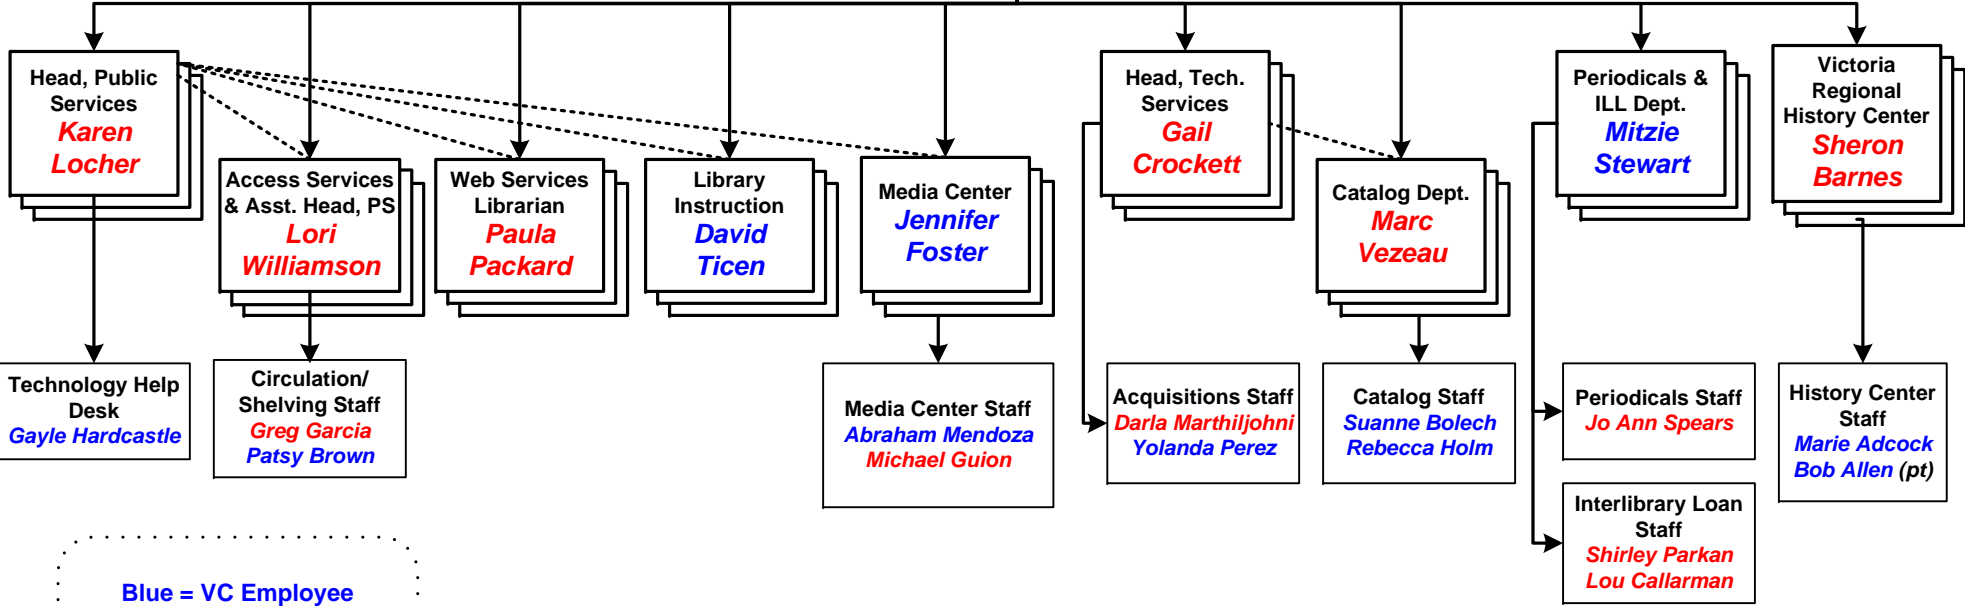 Head, Public
Services
Karen
Locher
Access Services
& Asst. Head, PS
Lori
Williamson
Web Services
Librarian
Paula
Packard
Library
Instruction
David
Ticen
Media Center
Jennifer
Foster
Head, Tech.
Services
Gail
Crockett
Catalog Dept.
Marc
Vezeau
Periodicals &
ILL Dept.
Mitzie
Stewart
Victoria
Regional
History Center
Sheron
Barnes
Technology Help
Desk
Gayle Hardcastle
Circulation/
Shelving Staff
Greg Garcia
Patsy Brown
Media Center Staff
Abraham Mendoza
Michael Guion
Acquisitions Staff
Darla Marthiljohni
Yolanda Perez
Catalog Staff
Suanne Bolech
Rebecca Holm
Periodicals Staff
Jo Ann Spears
Interlibrary Loan
Staff
Shirley Parkan
Lou Callarman
History Center
Staff
Marie Adcock
Bob Allen (pt)
Blue = VC Employee